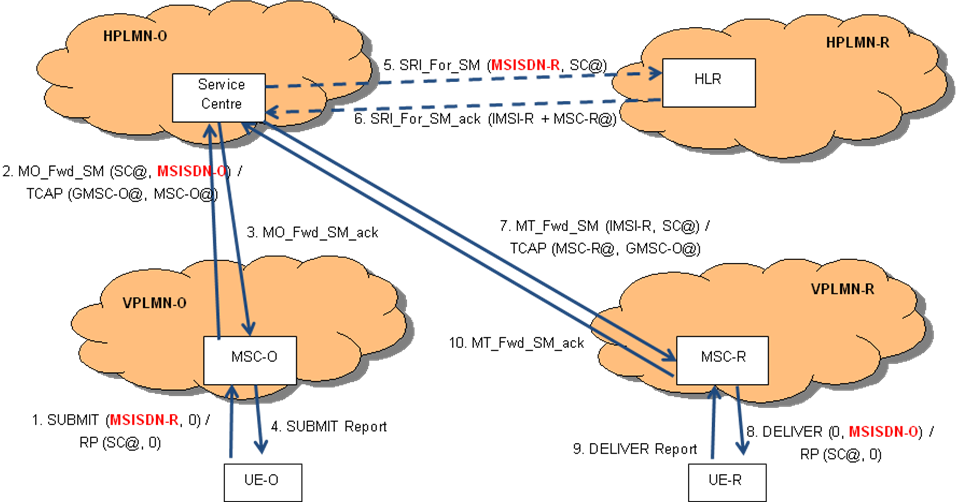 HPLMN-O
HPLMN-R
5. SRI_For_SM (MSISDN-R, SC@)
Service
Centre
HLR
6. SRI_For_SM_ack (IMSI-R + MSC-R@)
2. MO_Fwd_SM (SC@, MSISDN-O) /
TCAP (GMSC-O@, MSC-O@)
3. MO_Fwd_SM_ack
7. MT_Fwd_SM (IMSI-R, SC@) /
TCAP (MSC-R@, GMSC-O@)
VPLMN-O
VPLMN-R
MSC-O
10. MT_Fwd_SM_ack
MSC-R
1. SUBMIT (MSISDN-R, 0) /
RP (SC@, 0)
4. SUBMIT Report
9. DELIVER Report
8. DELIVER (0, MSISDN-O) /
RP (SC@, 0)
UE-O
UE-R